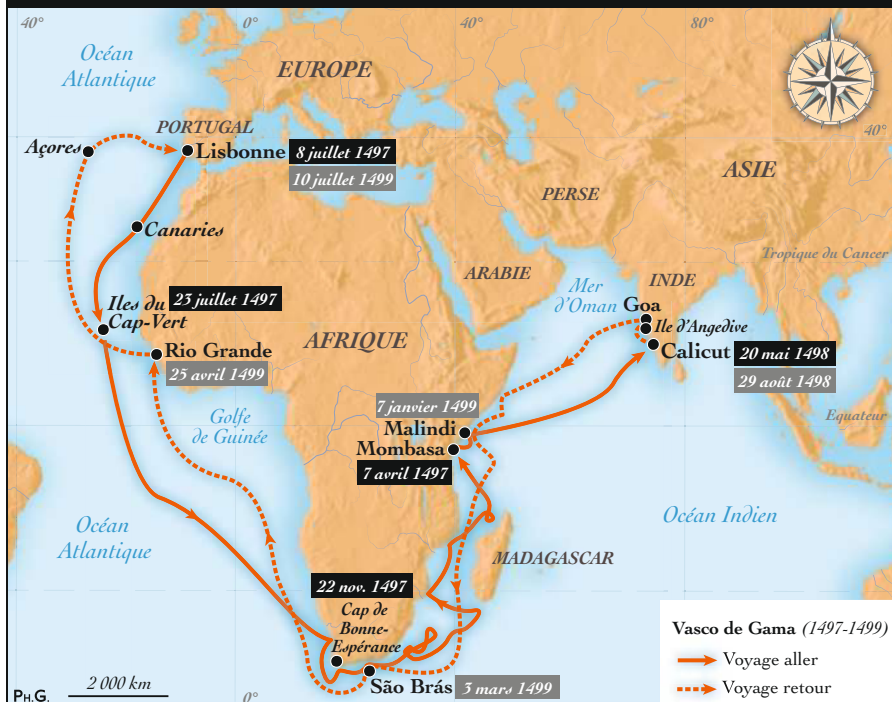 40°
0°
40°
80°
Océan
Atlantique
EUROPE
PORTUGAL
Açores
Lisbonne
8 juillet 1497
10 juillet 1499
40°
ASIE
PERSE
Canaries
Tropique du Cancer
ARABIE
INDE
Mer
d'Oman
Goa
Iles du
Cap-Vert
23 juillet 1497
Ile d'Angedive
AFRIQUE
Rio Grande
25 avril 1499
Calicut
20 mai 1498
29 août 1498
7 janvier 1499
Golfe
de Guinée
Malindi
Mombasa
7 avril 1497
Equateur
Océan
Atlantique
Océan Indien
MADAGASCAR
22 nov. 1497
Cap de
Bonne-
Espérance
São Brás
3 mars 1499
Vasco de Gama (1497-1499)
Voyage aller
Voyage retour
PH.G.
2 000 km
0°